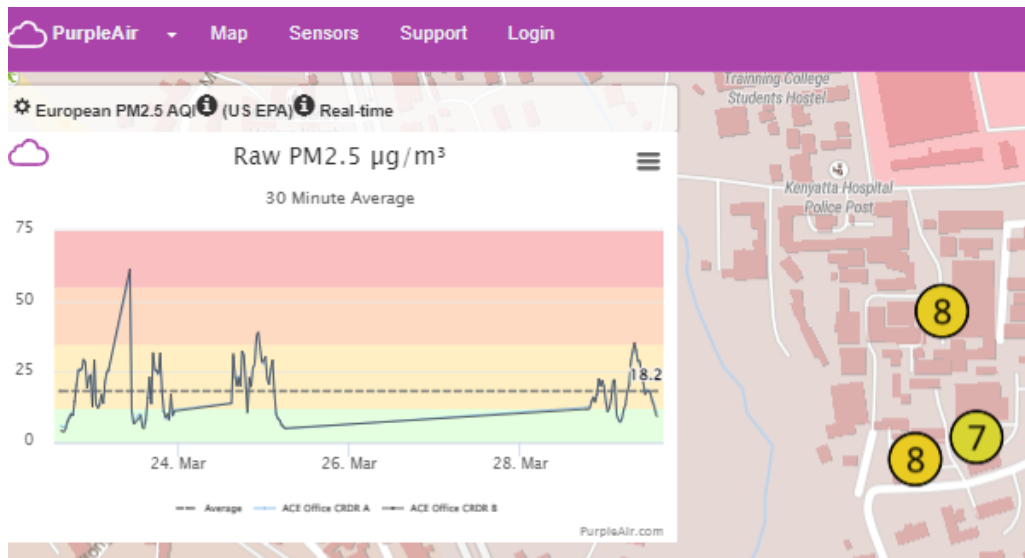 PurpleAir Map Sensors Support Login
Trainning College
Students Hostel
European PM2.5 AQI (US EPA) Real-time
Raw PM2.5 µg/m³
30 Minute Average
Kenyatta Hospital
Police Post
75
50
25
0
18.2
24. Mar
26. Mar
28. Mar
Average
ACE Office CRDR A
ACE Office CRDR B
PurpleAir.com
8
7
8